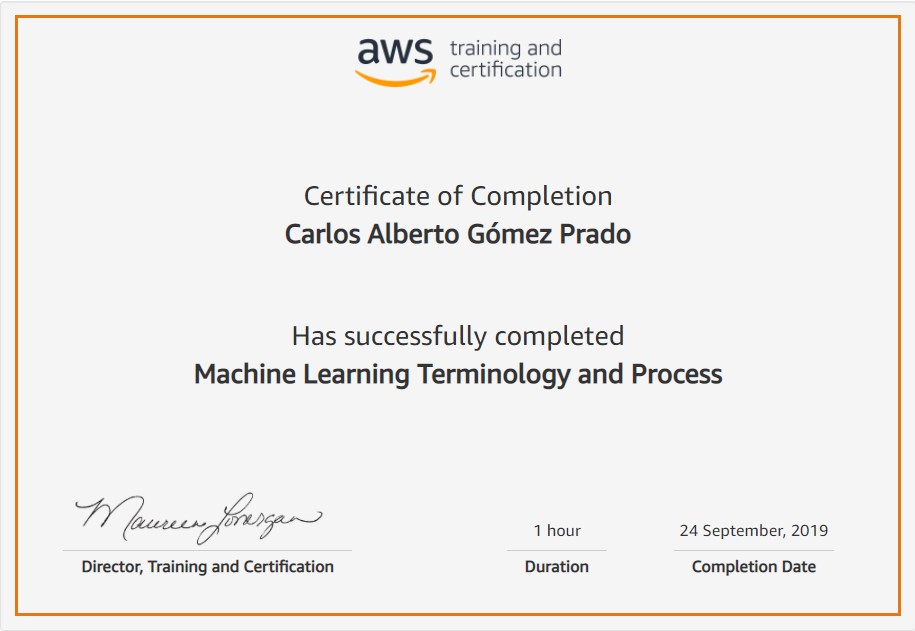 aws training and
certification
Certificate of Completion
Carlos Alberto Gómez Prado
Has successfully completed
Machine Learning Terminology and Process
Maureen Lonergan
1 hour
24 September, 2019
Director, Training and Certification
Duration
Completion Date